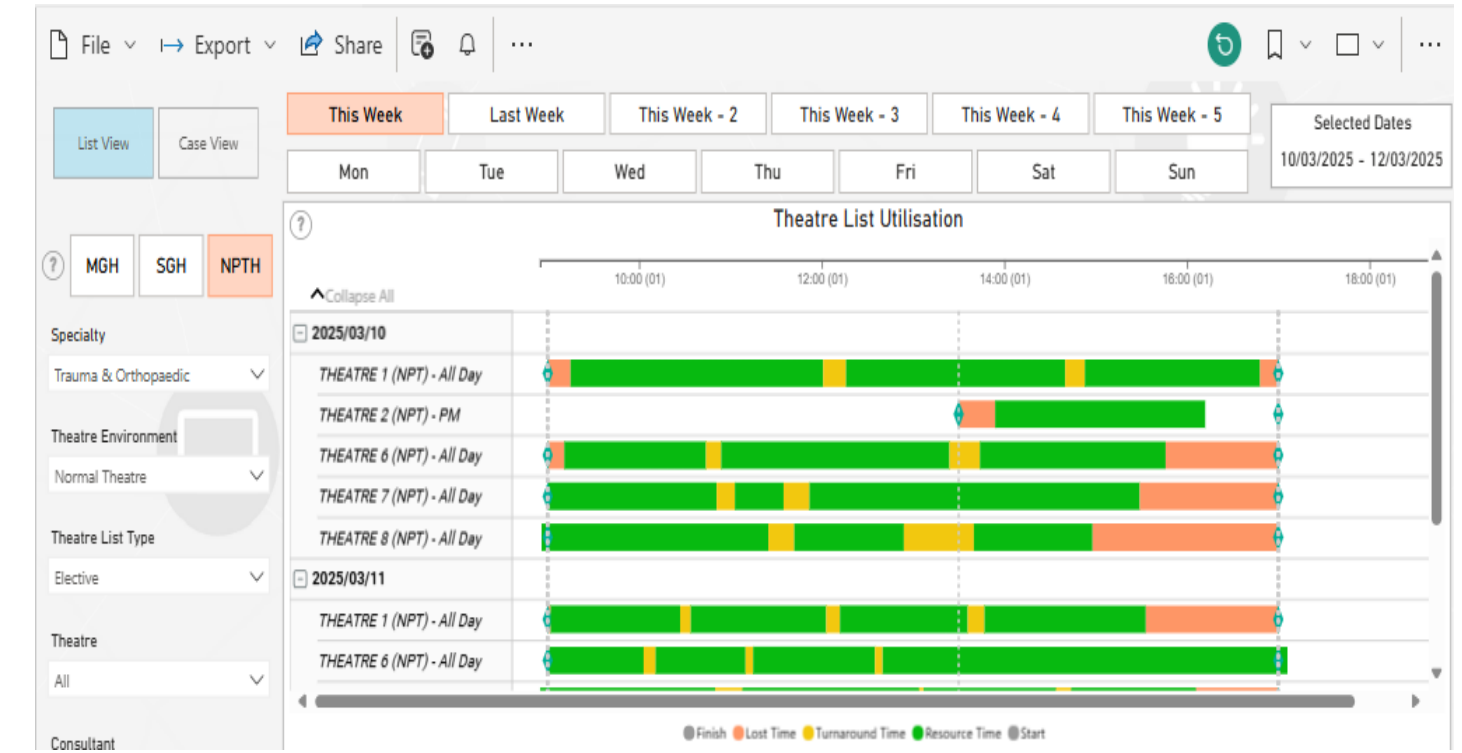 File Export Share ...
This Week Last Week This Week - 2 This Week - 3 This Week - 4 This Week - 5
Selected Dates
10/03/2025 - 12/03/2025
List View Case View
Mon Tue Wed Thu Fri Sat Sun
? Theatre List Utilisation
? MGH SGH NPTH
10:00 (01) 12:00 (01) 14:00 (01) 16:00 (01) 18:00 (01)
Collapse All
Specialty
Trauma & Orthopaedic
Theatre Environment
Normal Theatre
Theatre List Type
Elective
Theatre
All
Consultant
2025/03/10
THEATRE 1 (NPT) - All Day
THEATRE 2 (NPT) - PM
THEATRE 6 (NPT) - All Day
THEATRE 7 (NPT) - All Day
THEATRE 8 (NPT) - All Day
2025/03/11
THEATRE 1 (NPT) - All Day
THEATRE 6 (NPT) - All Day
Finish Lost Time Turnaround Time Resource Time Start